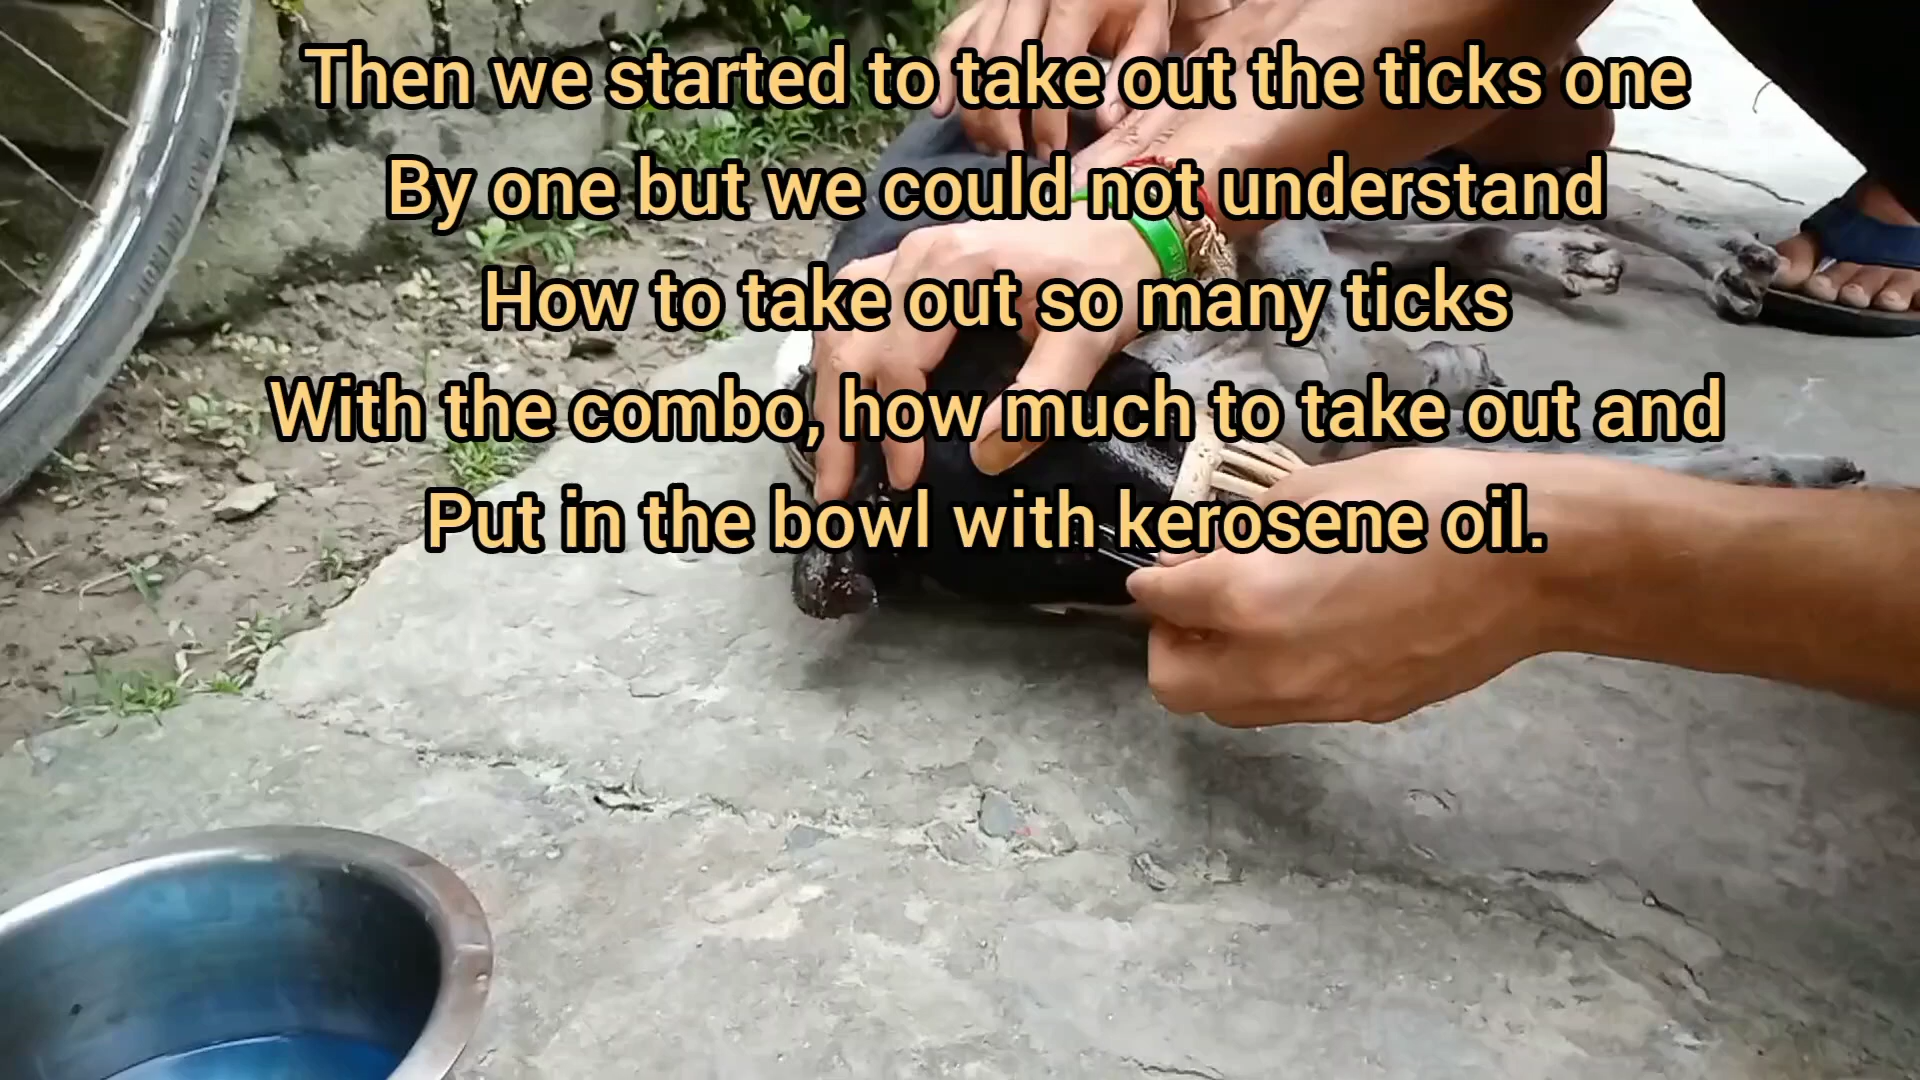 Then we started to take out the ticks one
By one but we could not understand
How to take out so many ticks
With the combo, how much to take out and
Put in the bowl with kerosene oil.